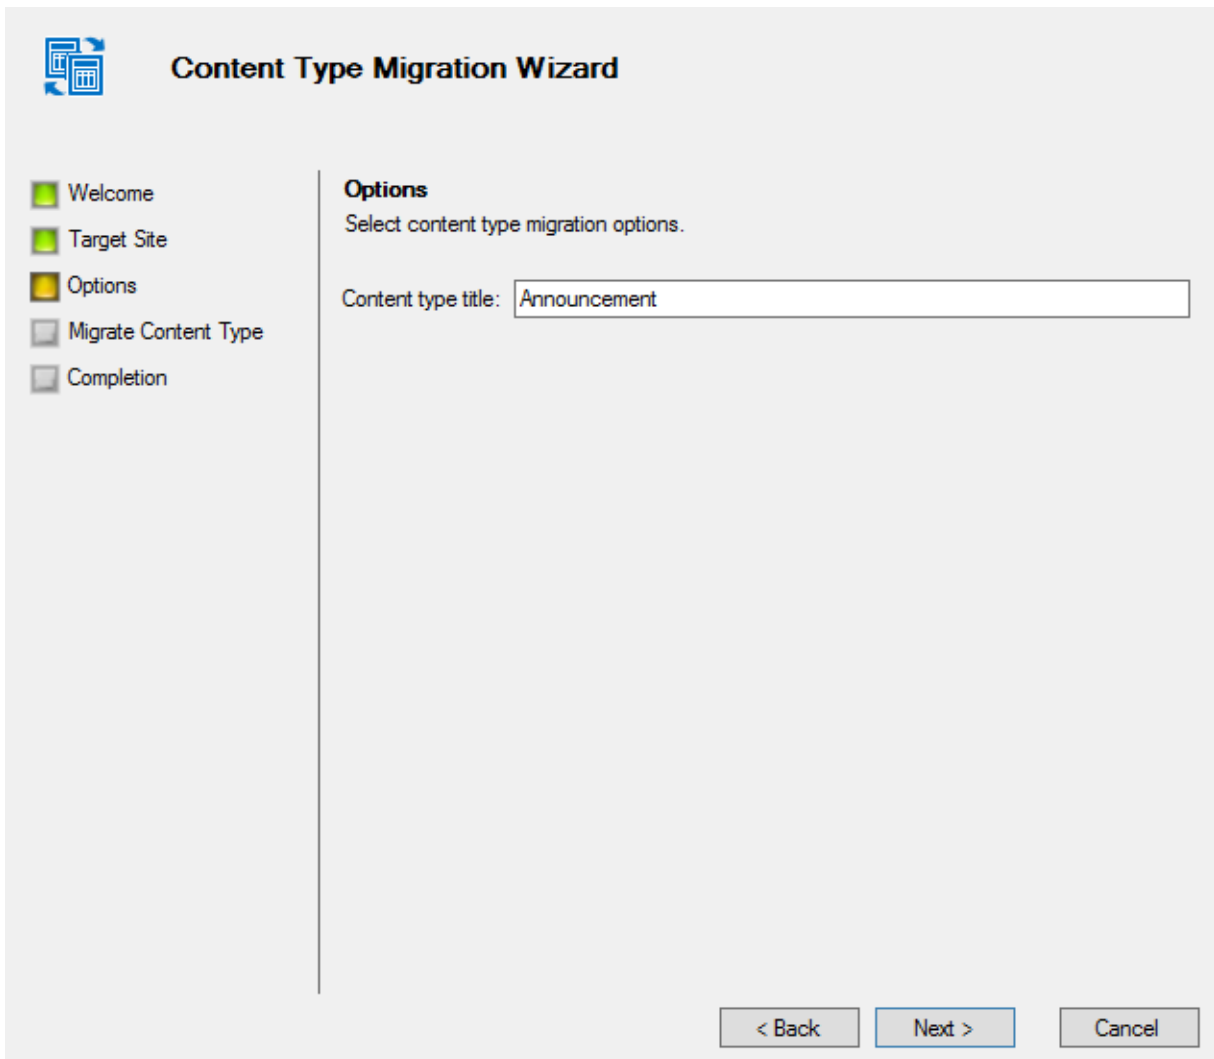 Content Type Migration Wizard
Welcome
Target Site
Options
Migrate Content Type
Completion
Options
Select content type migration options.
Content type title: Announcement
< Back Next > Cancel